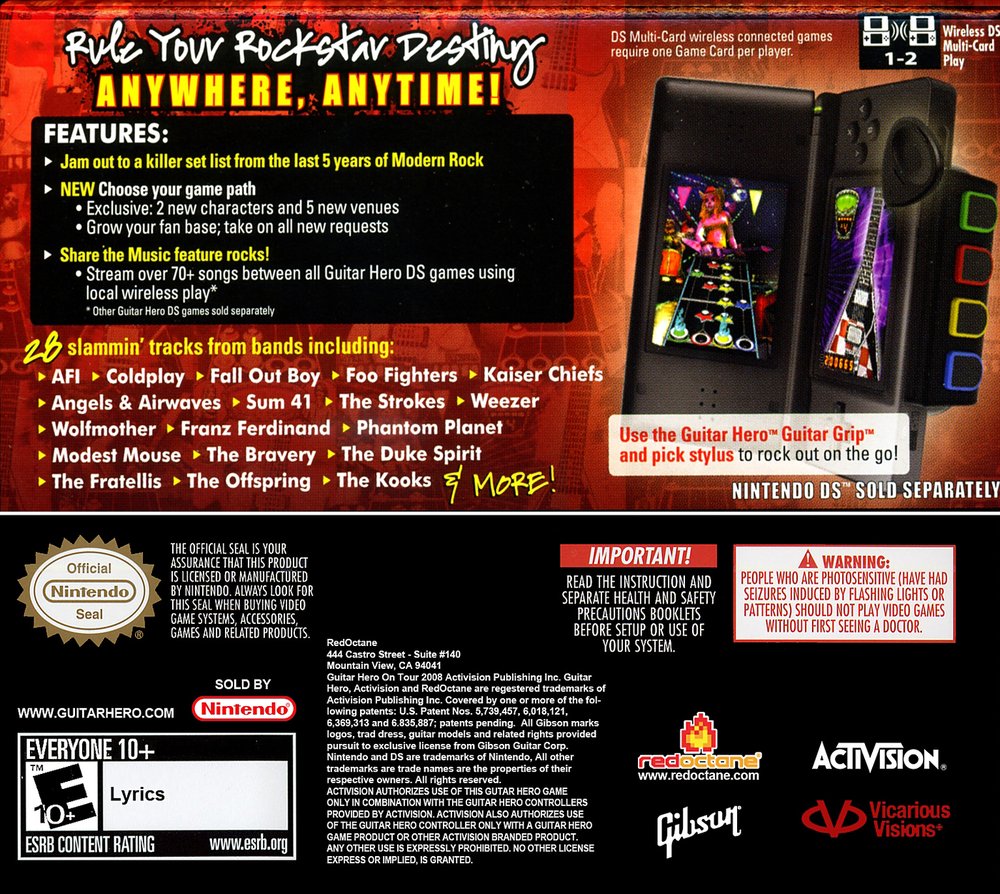 Rule Your Rockstar Destiny
ANYWHERE, ANYTIME!
DS Multi-Card wireless connected games
require one Game Card per player.
1-2
Wireless DS
Multi-Card
Play
FEATURES:
Jam out to a killer set list from the last 5 years of Modern Rock
NEW Choose your game path
• Exclusive: 2 new characters and 5 new venues
• Grow your fan base; take on all new requests
Share the Music feature rocks!
• Stream over 70+ songs between all Guitar Hero DS games using
local wireless play*
* Other Guitar Hero DS games sold separately
28 slammin' tracks from bands including:
AFI Coldplay Fall Out Boy Foo Fighters Kaiser Chiefs
Angels & Airwaves Sum 41 The Strokes Weezer
Wolfmother Franz Ferdinand Phantom Planet
Modest Mouse The Bravery The Duke Spirit
The Fratellis The Offspring The Kooks & MORE!
Use the Guitar Hero™ Guitar Grip™
and pick stylus to rock out on the go!
NINTENDO DS™ SOLD SEPARATELY
Official
Nintendo
Seal
®
THE OFFICIAL SEAL IS YOUR
ASSURANCE THAT THIS PRODUCT
IS LICENSED OR MANUFACTURED
BY NINTENDO. ALWAYS LOOK FOR
THIS SEAL WHEN BUYING VIDEO
GAME SYSTEMS, ACCESSORIES,
GAMES AND RELATED PRODUCTS.
IMPORTANT!
READ THE INSTRUCTION AND
SEPARATE HEALTH AND SAFETY
PRECAUTIONS BOOKLETS
BEFORE SETUP OR USE OF
YOUR SYSTEM.
WARNING:
PEOPLE WHO ARE PHOTOSENSITIVE (HAVE HAD
SEIZURES INDUCED BY FLASHING LIGHTS OR
PATTERNS) SHOULD NOT PLAY VIDEO GAMES
WITHOUT FIRST SEEING A DOCTOR.
SOLD BY
WWW.GUITARHERO.COM
Nintendo®
EVERYONE 10+
™
E
10+
Lyrics
ESRB CONTENT RATING www.esrb.org
RedOctane
444 Castro Street - Suite #140
Mountain View, CA 94041
Guitar Hero On Tour 2008 Activision Publishing Inc. Guitar
Hero, Activision and RedOctane are regestered trademarks of
Activision Publishing Inc. Covered by one or more of the fol-
lowing patents: U.S. Patent Nos. 5,739,457, 6,018,121,
6,369,313 and 6.835,887; patents pending. All Gibson marks
logos, trad dress, guitar models and related rights provided
pursuit to exclusive license from Gibson Guitar Corp.
Nintendo and DS are trademarks of Nintendo, All other
trademarks are trade names are the properties of their
respective owners. All rights reserved.
ACTIVISION AUTHORIZES USE OF THIS GUTAR HERO GAME
ONLY IN COMBINATION WITH THE GUITAR HERO CONTROLLERS
PROVIDED BY ACTIVISION. ACTIVISION ALSO AUTHORIZES USE
OF THE GUITAR HERO CONTROLLER ONLY WITH A GUITAR HERO
GAME PRODUCT OR OTHER ACTIVISION BRANDED PRODUCT.
ANY OTHER USE IS EXPRESSLY PROHIBITED. NO OTHER LICENSE
EXPRESS OR IMPLIED, IS GRANTED.
redoctane®
www.redoctane.com
ACTIVISION®
Gibson
Vicarious
Visions